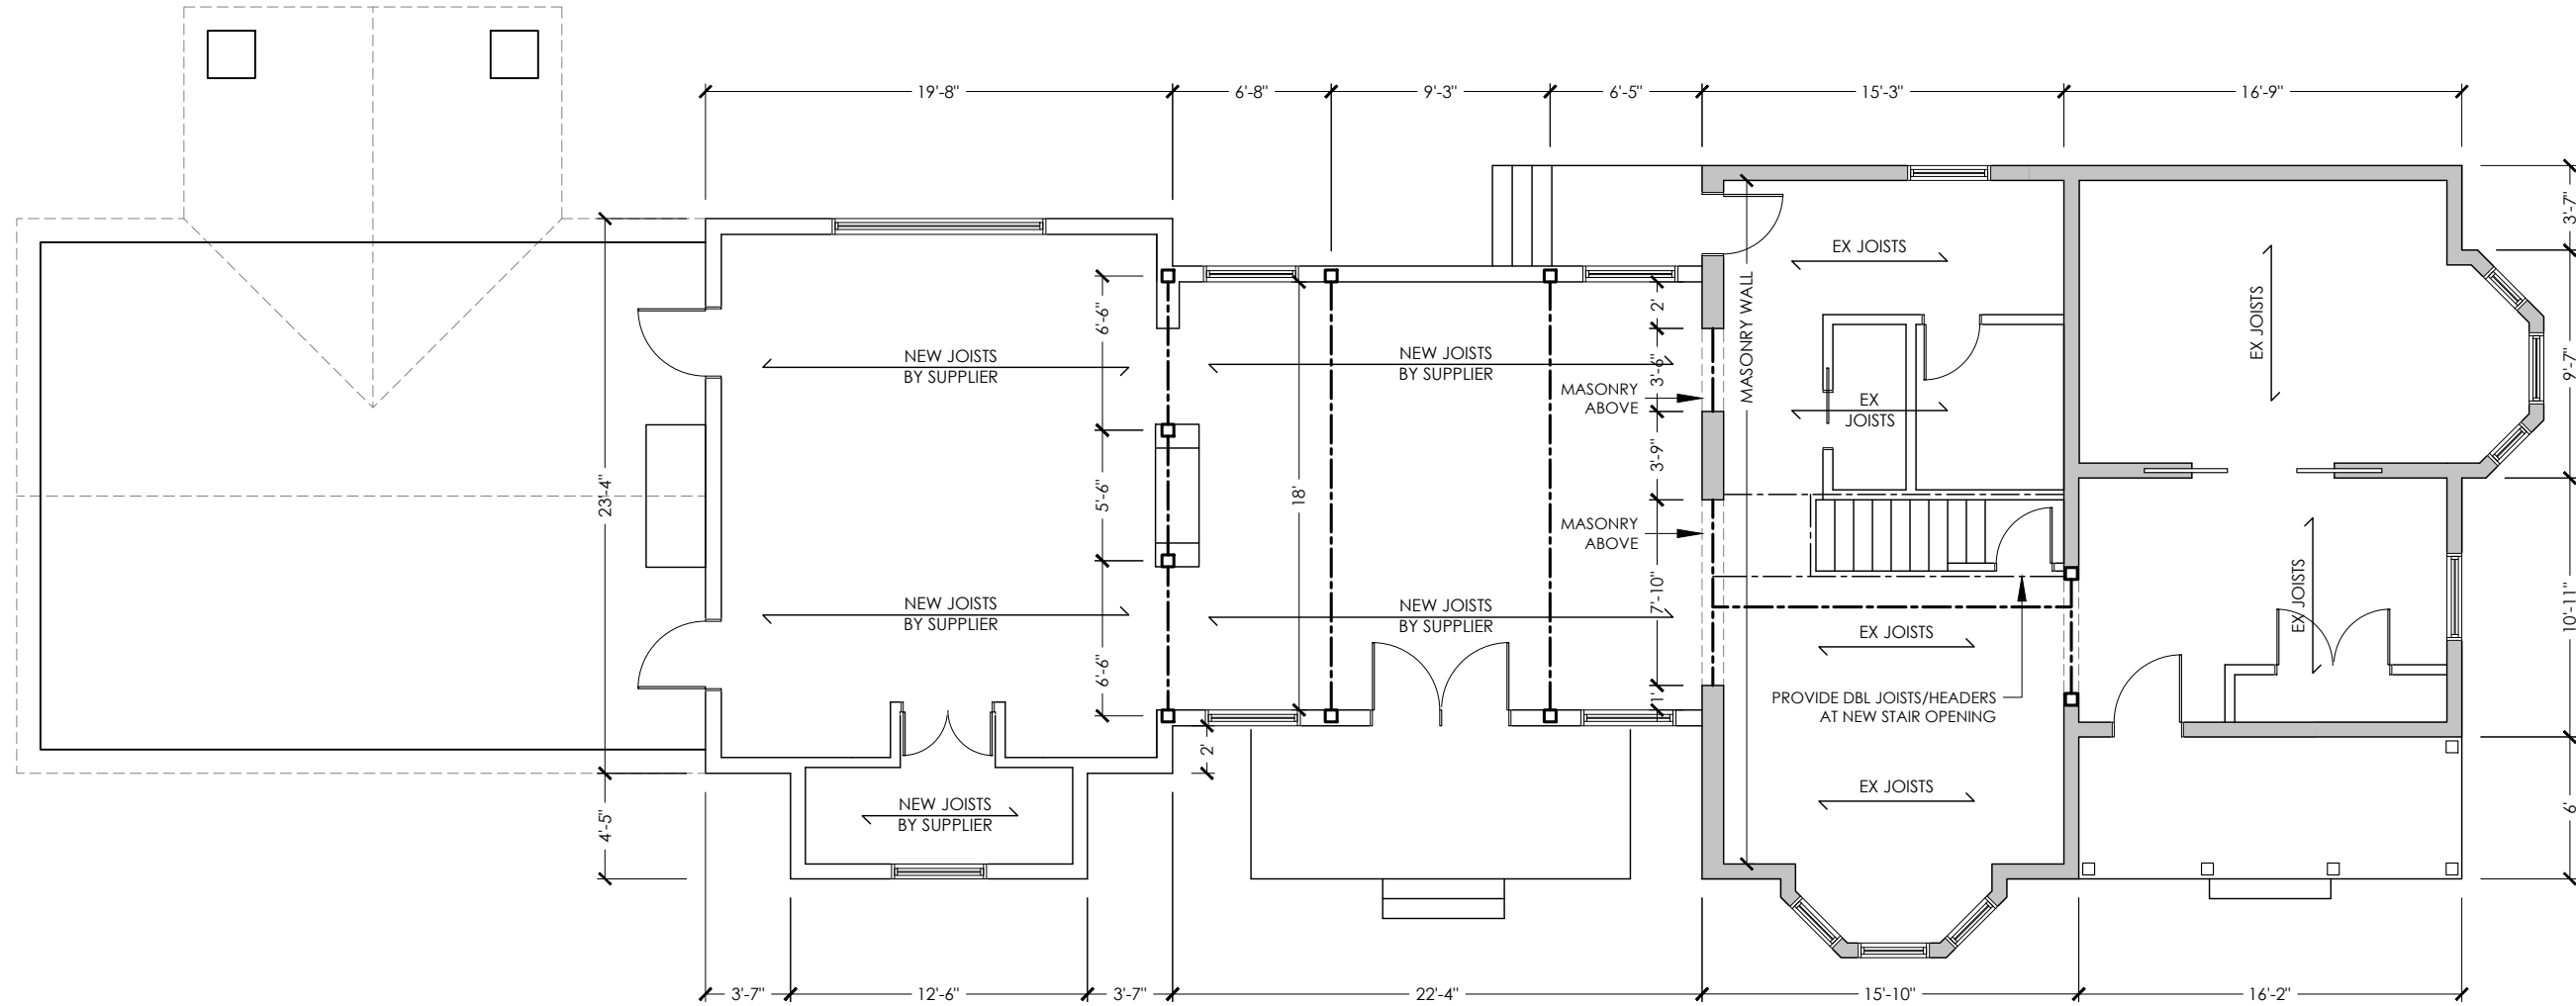 19'-8"
6'-8"
9'-3"
6'-5"
15'-3"
16'-9"
3'-7"
9'-7"
10'-11"
6'
23'-4"
4'-5"
6'-6"
5'-6"
6'-6"
2'
18'
2'
3'-6"
3'-9"
7'-10"
1'
MASONRY WALL
EX JOISTS
EX JOISTS
NEW JOISTS
BY SUPPLIER
NEW JOISTS
BY SUPPLIER
MASONRY
ABOVE
EX
JOISTS
MASONRY
ABOVE
EX JOISTS
NEW JOISTS
BY SUPPLIER
NEW JOISTS
BY SUPPLIER
EX JOISTS
PROVIDE DBL JOISTS/HEADERS
AT NEW STAIR OPENING
EX JOISTS
NEW JOISTS
BY SUPPLIER
3'-7"
12'-6"
3'-7"
22'-4"
15'-10"
16'-2"